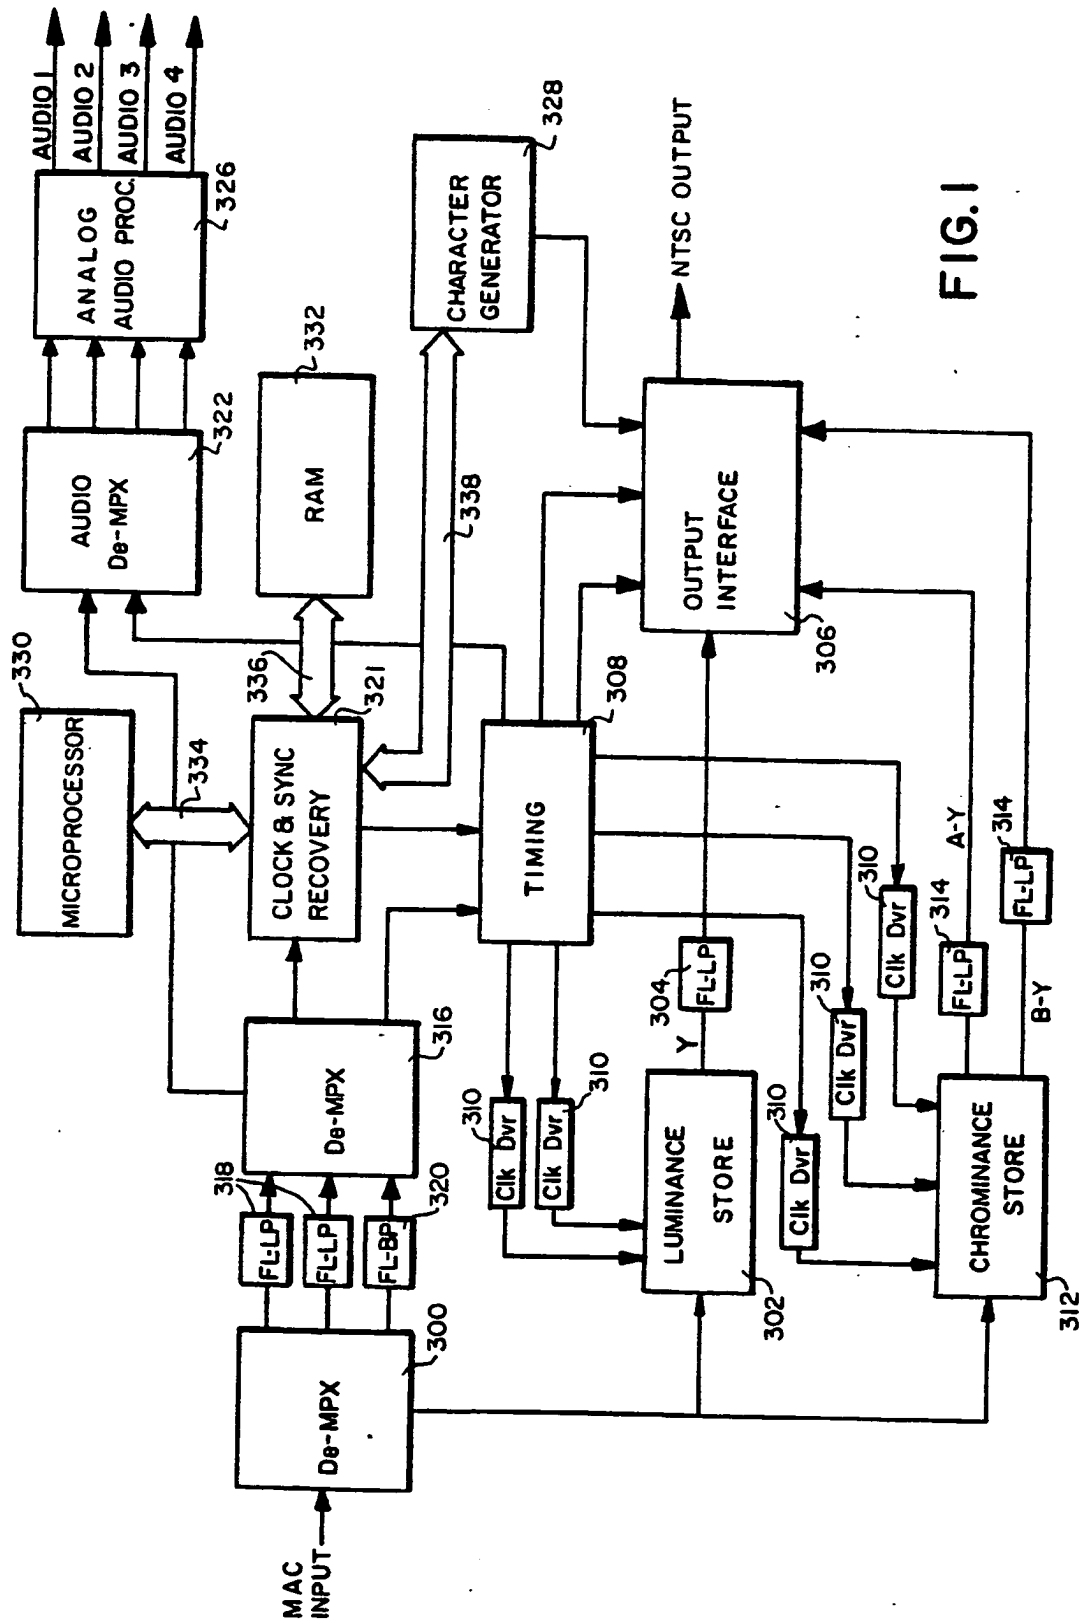 AUDIO 1
AUDIO 2
AUDIO 3
AUDIO 4
ANALOG
AUDIO PROC.
326
AUDIO
De-MPX
322
MICROPROCESSOR
330
334
RAM
332
336
CLOCK & SYNC
RECOVERY
321
338
CHARACTER
GENERATOR
328
MAC
INPUT
De-MPX
300
FL-LP
318
FL-LP
FL-BP
320
De-MPX
316
TIMING
308
Clk Dvr
310
Clk Dvr
310
LUMINANCE
STORE
302
Y
FL-LP
304
OUTPUT
INTERFACE
306
NTSC OUTPUT
Clk Dvr
310
Clk Dvr
310
Clk Dvr
310
CHROMINANCE
STORE
312
FL-LP
314
A-Y
B-Y
FL-LP
314
FIG. 1